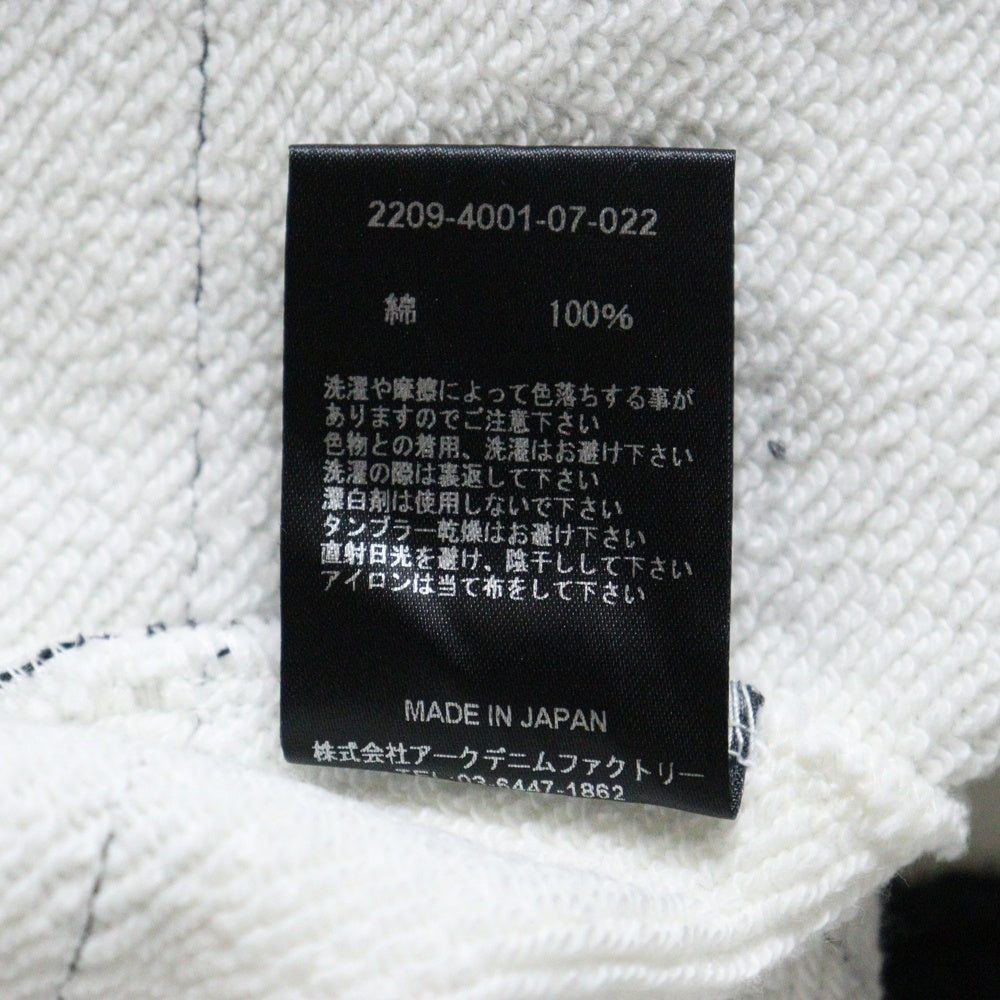 2209-4001-07-022
綿 100%
洗濯や摩擦によって色落ちする事が
ありますのでご注意下さい
色物との着用、洗濯はお避け下さい
洗濯の際は裏返して下さい
漂白剤は使用しないで下さい
タンブラー乾燥はお避け下さい
直射日光を避け、陰干しして下さい
アイロンは当て布をして下さい
MADE IN JAPAN
株式会社アークデニムファクトリー
TEL:03-6447-1862